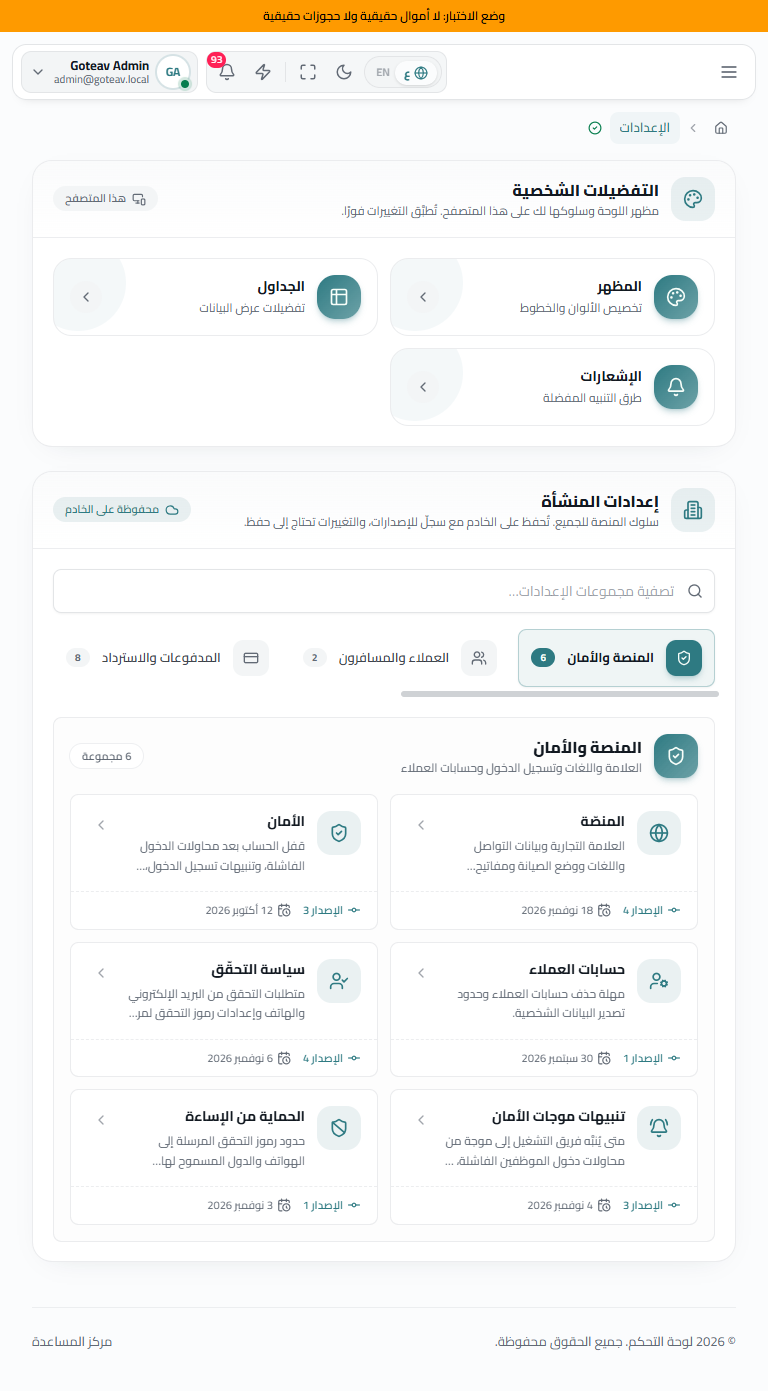 وضع الاختبار: لا أموال حقيقية ولا حجوزات حقيقية
ع
EN
93
GA
Goteav Admin
admin@goteav.local
الإعدادات
التفضيلات الشخصية
مظهر اللوحة وسلوكها لك على هذا المتصفح. تُطبَّق التغييرات فورًا.
هذا المتصفح
المظهر
تخصيص الألوان والخطوط
الجداول
تفضيلات عرض البيانات
الإشعارات
طرق التنبيه المفضلة
إعدادات المنشأة
سلوك المنصة للجميع. تُحفظ على الخادم مع سجلّ للإصدارات، والتغييرات تحتاج إلى حفظ.
محفوظة على الخادم
تصفية مجموعات الإعدادات...
المنصة والأمان 6
العملاء والمسافرون 2
المدفوعات والاسترداد 8
المنصة والأمان
العلامة واللغات وتسجيل الدخول وحسابات العملاء
6 مجموعة
المنصّة
العلامة التجارية وبيانات التواصل
واللغات ووضع الصيانة ومفاتيح...
الإصدار 4
18 نوفمبر 2026
الأمان
قفل الحساب بعد محاولات الدخول
الفاشلة، وتنبيهات تسجيل الدخول،...
الإصدار 3
12 أكتوبر 2026
حسابات العملاء
مهلة حذف حسابات العملاء وحدود
تصدير البيانات الشخصية.
الإصدار 1
30 سبتمبر 2026
سياسة التحقّق
متطلبات التحقق من البريد الإلكتروني
والهاتف وإعدادات رموز التحقق لمر...
الإصدار 4
6 نوفمبر 2026
تنبيهات موجات الأمان
متى يُنبَّه فريق التشغيل إلى موجة من
محاولات دخول الموظفين الفاشلة، ...
الإصدار 3
4 نوفمبر 2026
الحماية من الإساءة
حدود رموز التحقق المرسلة إلى
الهواتف والدول المسموح لها...
الإصدار 1
3 نوفمبر 2026
© 2026 لوحة التحكم. جميع الحقوق محفوظة.
مركز المساعدة